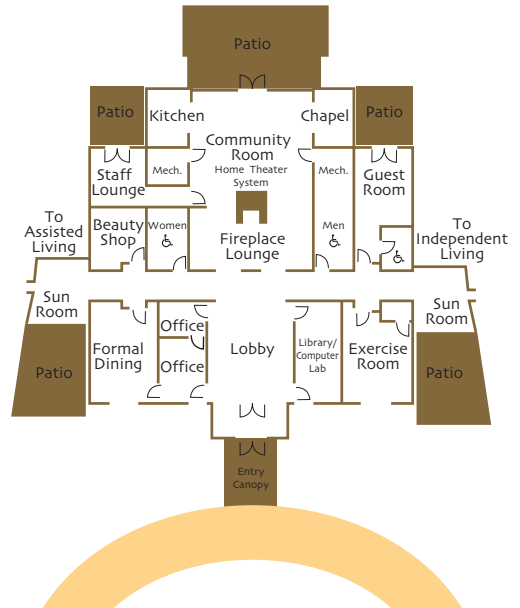 Patio
Patio
Kitchen
Chapel
Patio
Community
Room
Home Theater
System
Staff
Lounge
Mech.
Mech.
Guest
Room
To
Assisted
Living
Beauty
Shop
Women
Fireplace
Lounge
Men
To
Independent
Living
Sun
Room
Sun
Room
Office
Formal
Dining
Office
Lobby
Library/
Computer
Lab
Exercise
Room
Patio
Patio
Entry
Canopy